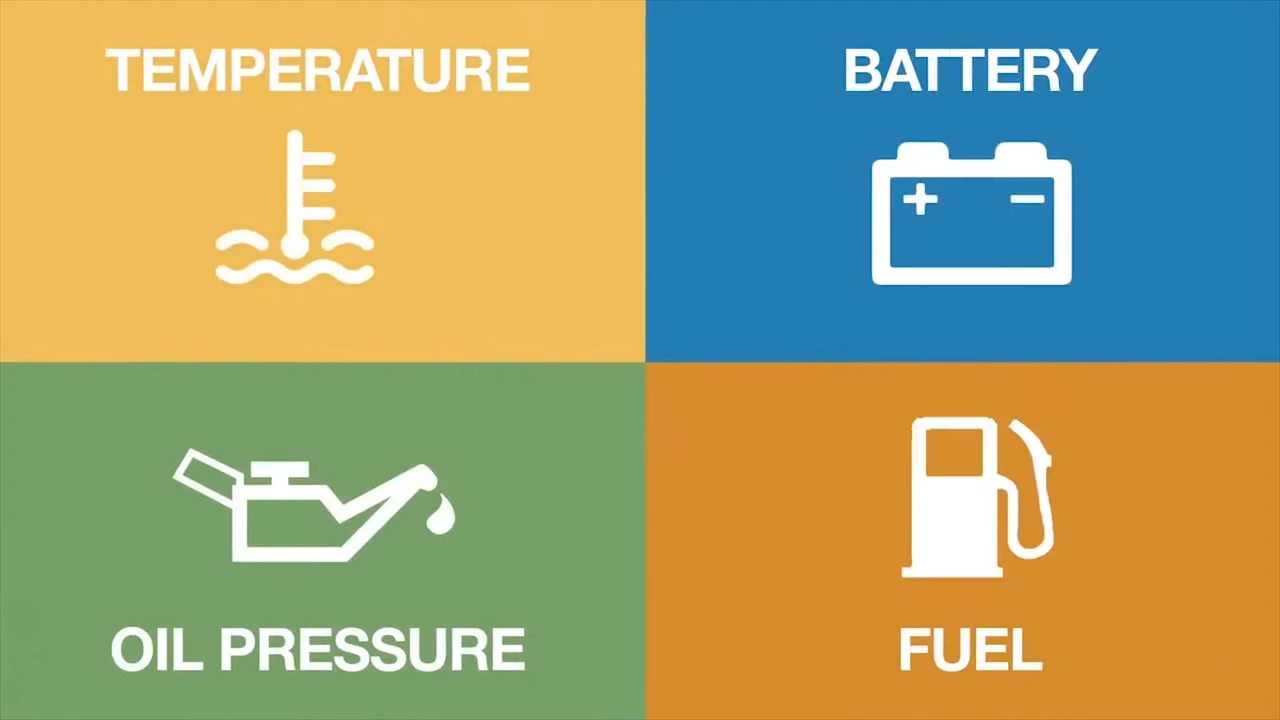 TEMPERATURE
BATTERY
+ −
OIL PRESSURE
FUEL